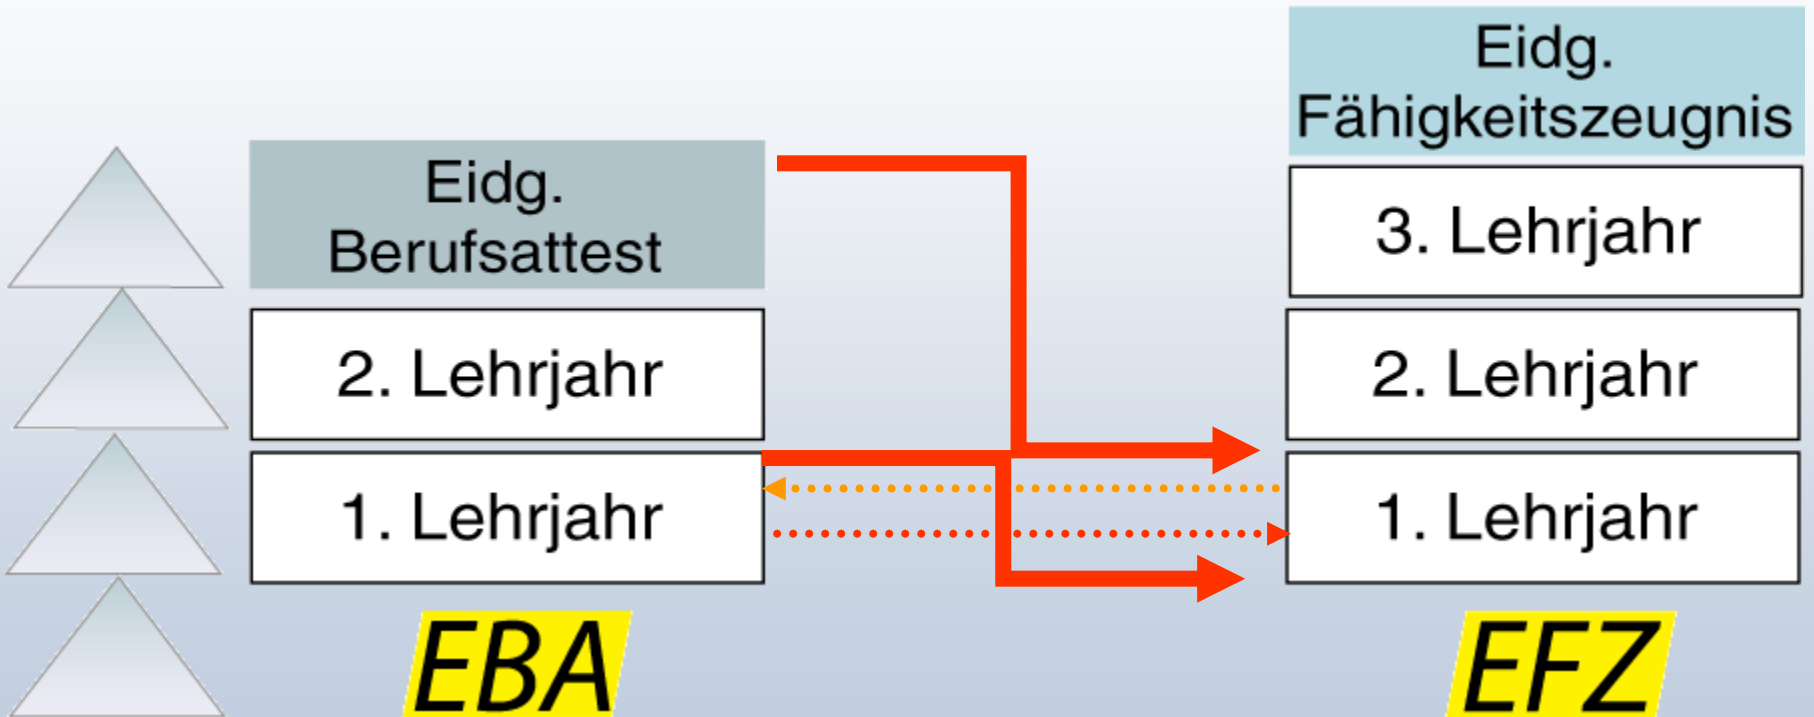 Eidg.
Berufsattest
2. Lehrjahr
1. Lehrjahr
EBA
Eidg.
Fähigkeitszeugnis
3. Lehrjahr
2. Lehrjahr
1. Lehrjahr
EFZ